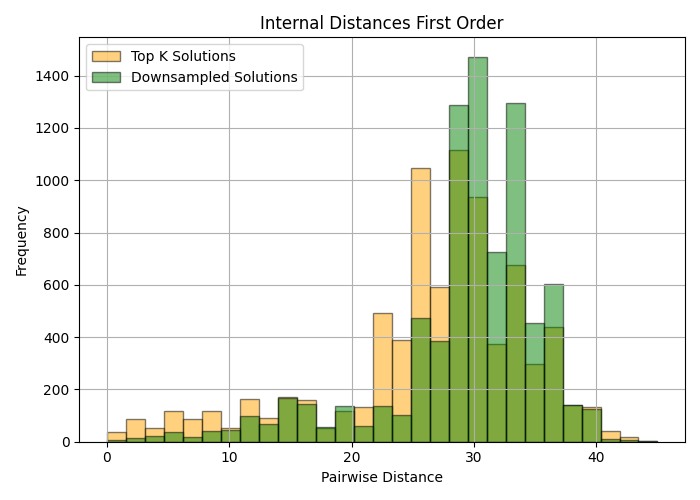 Internal Distances First Order
Top K Solutions
Downsampled Solutions
1400
1200
1000
800
600
400
200
0
Frequency
0 10 20 30 40
Pairwise Distance